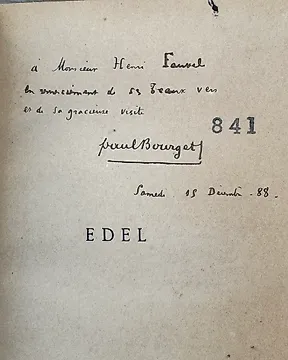 à Monsieur Henri Fauvel
en remerciement de ses beaux vers
et de sa gracieuse visite
841
Paul Bourget
Samedi 15 Décembre 88.
EDEL